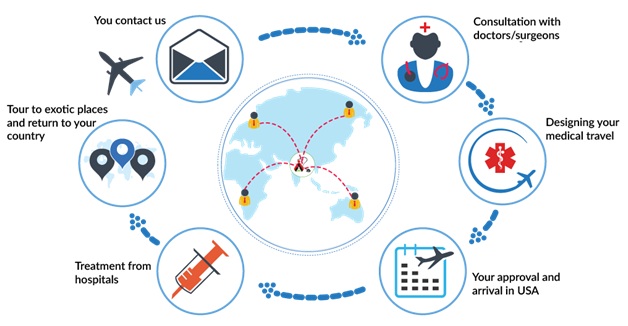 You contact us
Consultation with
doctors/surgeons
Designing your
medical travel
Your approval and
arrival in USA
Treatment from
hospitals
Tour to exotic places
and return to your
country